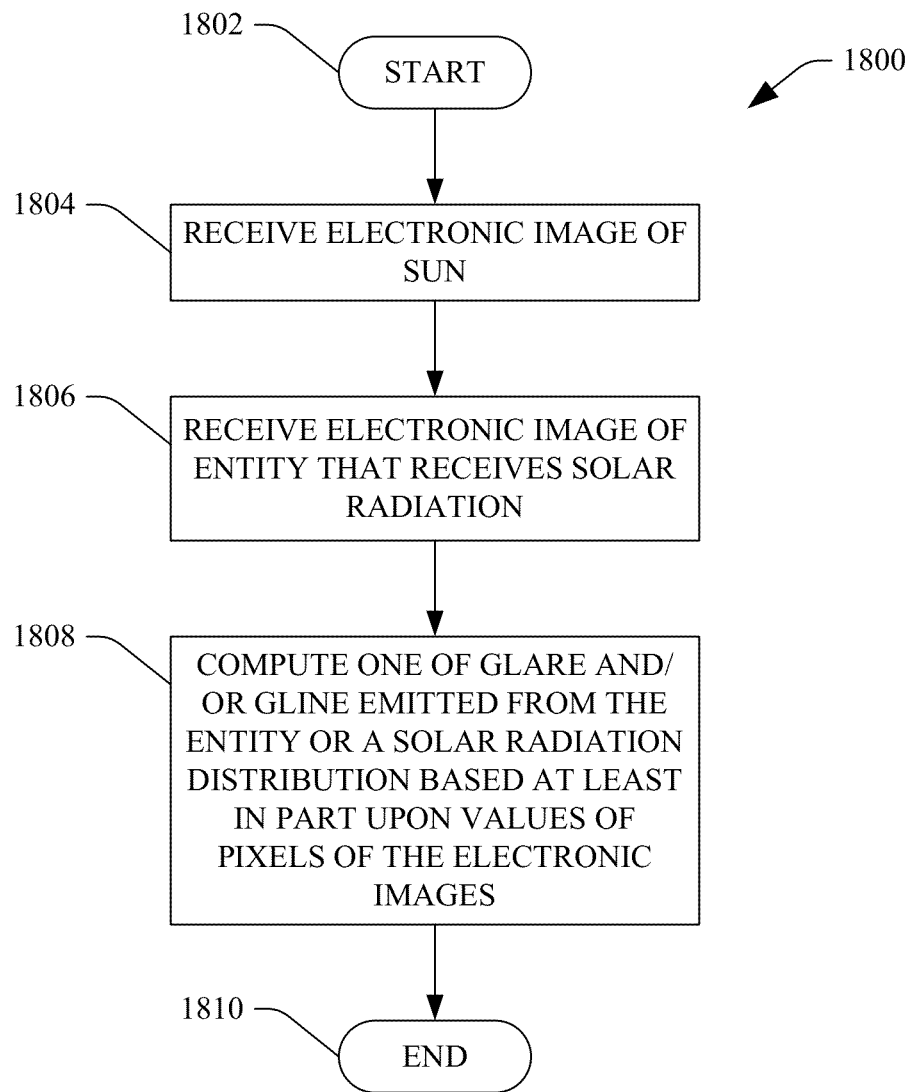 1802
START
1800
1804
RECEIVE ELECTRONIC IMAGE OF
SUN
1806
RECEIVE ELECTRONIC IMAGE OF
ENTITY THAT RECEIVES SOLAR
RADIATION
1808
COMPUTE ONE OF GLARE AND/
OR GLINE EMITTED FROM THE
ENTITY OR A SOLAR RADIATION
DISTRIBUTION BASED AT LEAST
IN PART UPON VALUES OF
PIXELS OF THE ELECTRONIC
IMAGES
1810
END